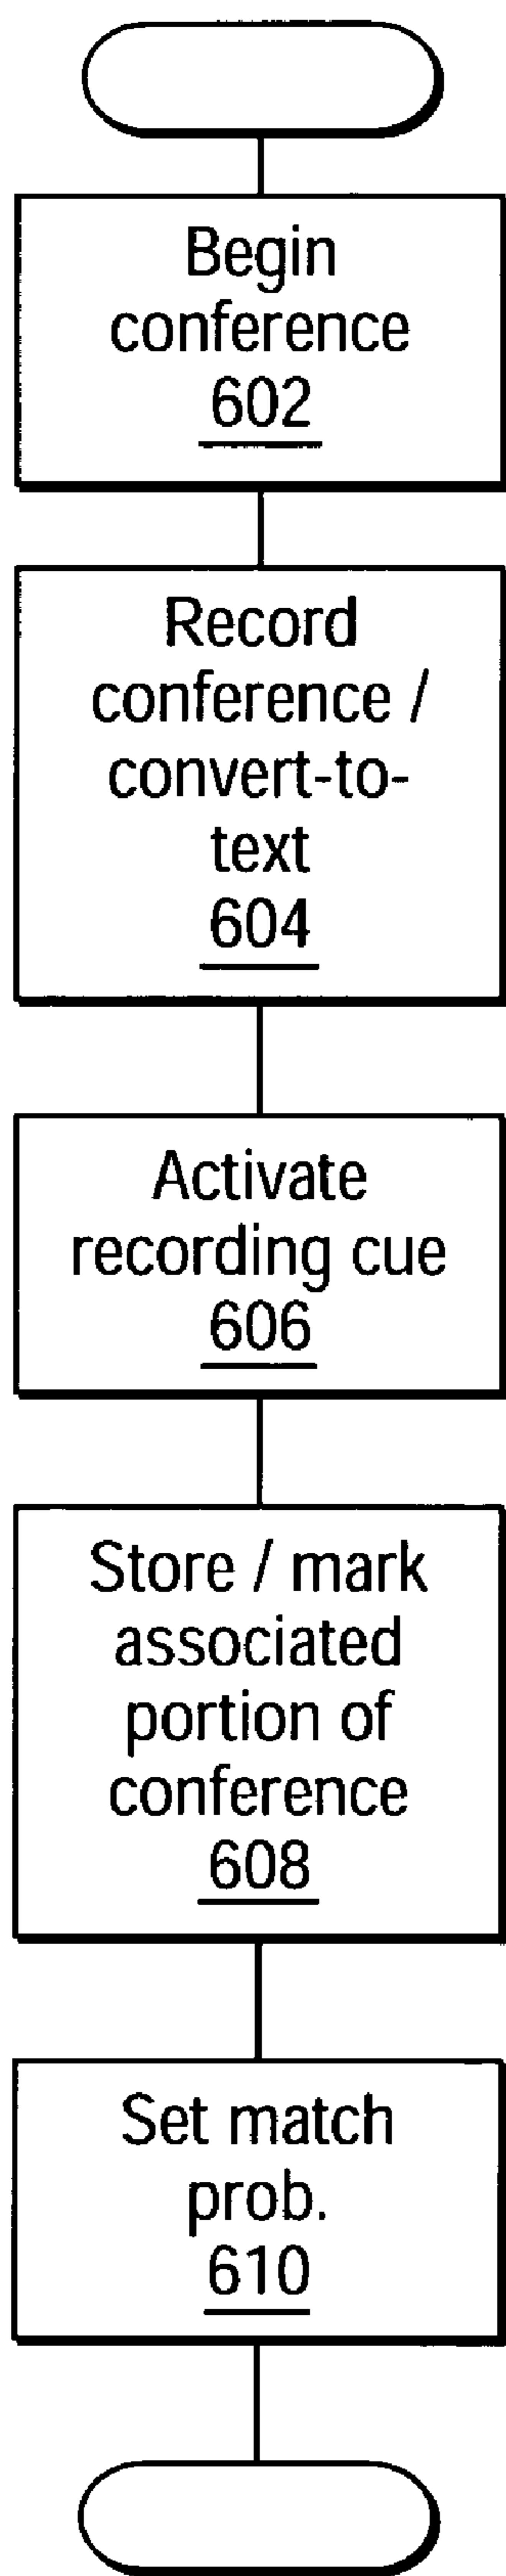 Begin
conference
602
Record
conference /
convert-to-
text
604
Activate
recording cue
606
Store / mark
associated
portion of
conference
608
Set match
prob.
610